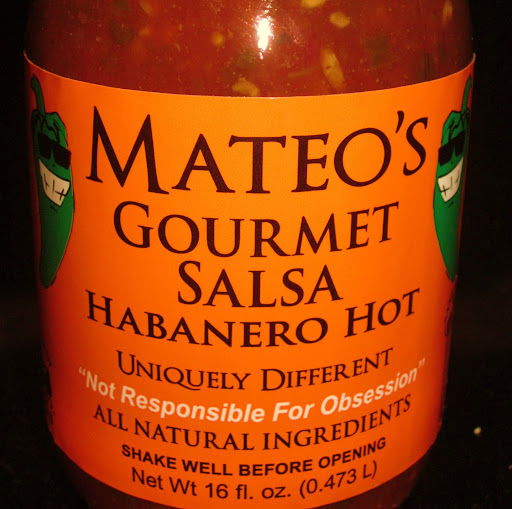 MATEO'S
GOURMET
SALSA
HABANERO HOT
UNIQUELY DIFFERENT
"Not Responsible For Obsession"
ALL NATURAL INGREDIENTS
SHAKE WELL BEFORE OPENING
Net Wt 16 fl. oz. (0.473 L)